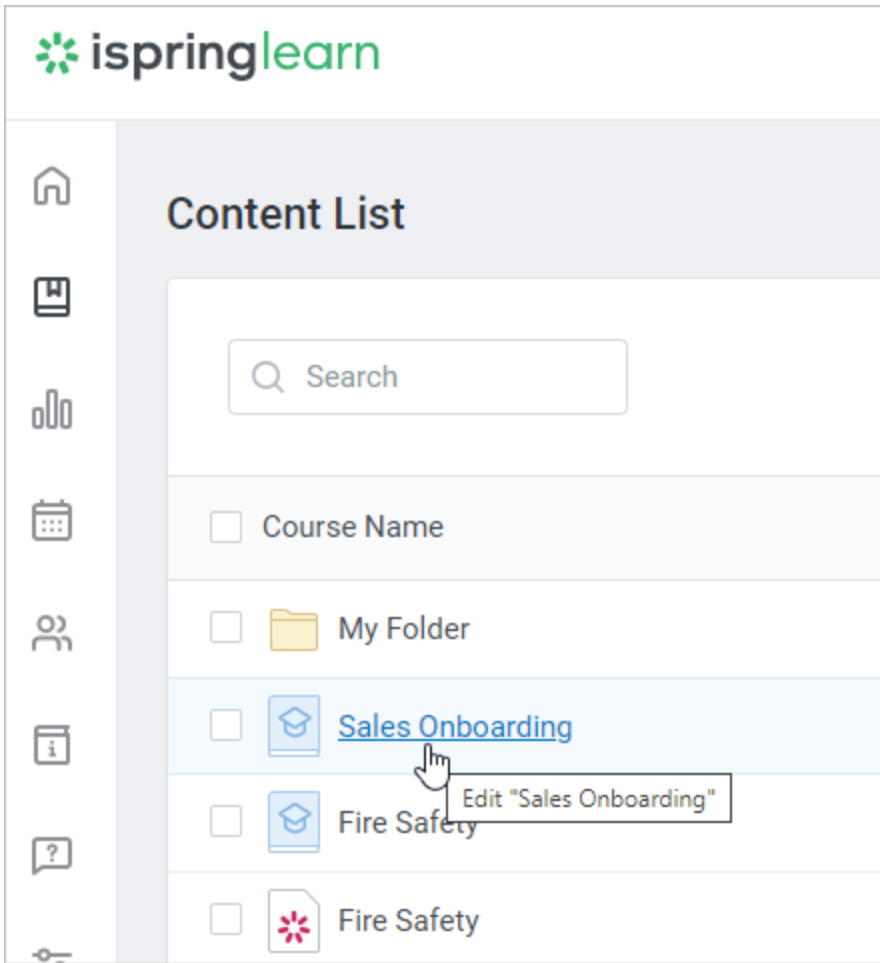 ispringlearn
Content List
Search
Course Name
My Folder
Sales Onboarding
Edit "Sales Onboarding"
Fire Safety
Fire Safety